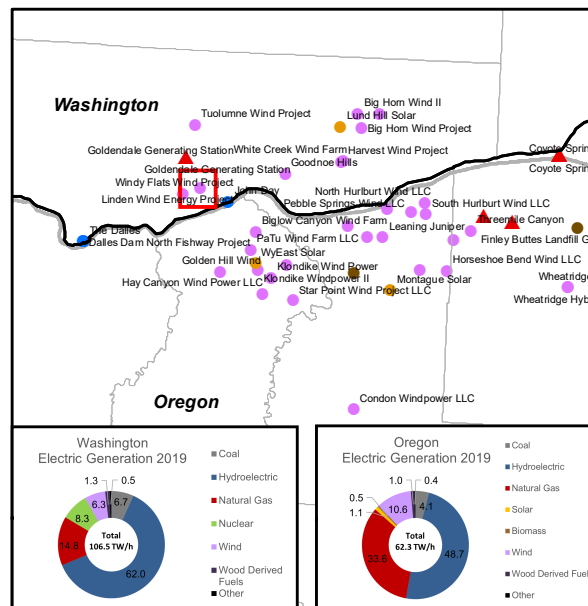 Washington
Big Horn Wind II
Lund Hill Solar
Tuolumne Wind Project
Big Horn Wind Project
Goldendale Generating Station
White Creek Wind Farm
Harvest Wind Project
Coyote Sprin
Goldendale Generating Station
Goodnoe Hills
Coyote Sprin
Windy Flats Wind Project
John Day
North Hurlburt Wind LLC
Linden Wind Energy Project
Pebble Springs Wind LLC
South Hurlburt Wind LLC
Biglow Canyon Wind Farm
Threemile Canyon
The Dalles
Leaning Juniper
Dalles Dam North Fishway Project
PaTu Wind Farm LLC
Finley Buttes Landfill G
WyEast Solar
Golden Hill Wind
Klondike Wind Power
Horseshoe Bend Wind LLC
Hay Canyon Wind Power LLC
Klondike Windpower II
Montague Solar
Wheatridge
Star Point Wind Project LLC
Wheatridge Hyb
Oregon
Condon Windpower LLC
Washington
Electric Generation 2019
1.3
0.5
6.3
6.7
8.3
14.8
62.0
Total
106.5 TW/h
Coal
Hydroelectric
Natural Gas
Nuclear
Wind
Wood Derived
Fuels
Other
Oregon
Electric Generation 2019
1.0
0.4
0.5
1.1
10.6
4.1
33.6
48.7
Total
62.3 TW/h
Coal
Hydroelectric
Natural Gas
Solar
Biomass
Wind
Wood Derived Fuels
Other